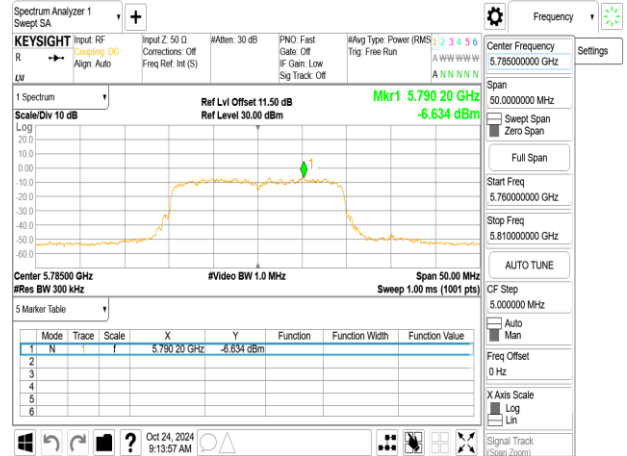 Spectrum Analyzer 1
Swept SA
+
Frequency
KEYSIGHT
R
Input: RF
Coupling: DC
Align: Auto
Input Z: 50 Ω
Corrections: Off
Freq Ref: Int (S)
#Atten: 30 dB
PNO: Fast
Gate: Off
IF Gain: Low
Sig Track: Off
#Avg Type: Power (RMS
Trig: Free Run
1 2 3 4 5 6
A W W W W W
A N N N N N
Settings
1 Spectrum
Scale/Div 10 dB
Ref Lvl Offset 11.50 dB
Ref Level 30.00 dBm
Mkr1 5.790 20 GHz
-6.634 dBm
Log
20.0
10.0
0.00
-10.0
-20.0
-30.0
-40.0
-50.0
-60.0
1
Center 5.78500 GHz
#Res BW 300 kHz
#Video BW 1.0 MHz
Span 50.00 MHz
Sweep 1.00 ms (1001 pts)
5 Marker Table
Mode Trace Scale X Y Function Function Width Function Value
1 N 1 f 5.790 20 GHz -6.634 dBm
2
3
4
5
6
?
Oct 24, 2024
9:13:57 AM
Center Frequency
5.785000000 GHz
Span
50.0000000 MHz
Swept Span
Zero Span
Full Span
Start Freq
5.760000000 GHz
Stop Freq
5.810000000 GHz
AUTO TUNE
CF Step
5.000000 MHz
Auto
Man
Freq Offset
0 Hz
X Axis Scale
Log
Lin
Signal Track
(Span Zoom)